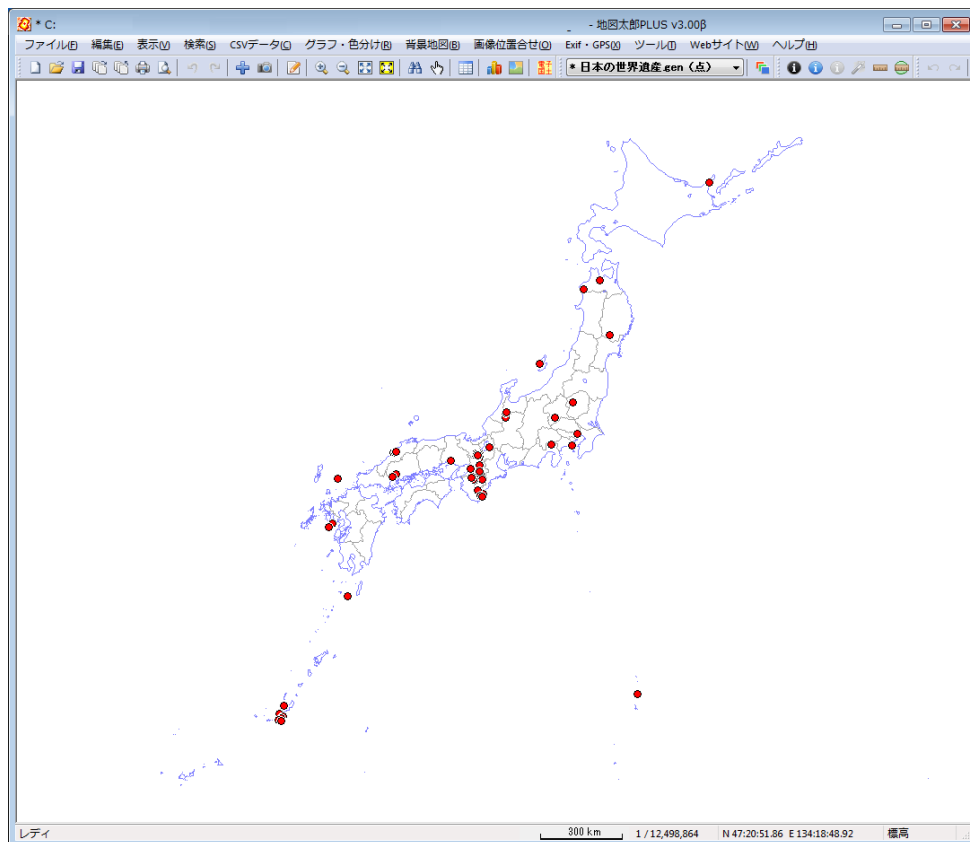 * C: - 地図太郎PLUS v3.00β
ファイル(F) 編集(E) 表示(V) 検索(S) CSVデータ(C) グラフ・色分け(R) 背景地図(B) 画像位置合せ(O) Exif・GPS(X) ツール(T) Webサイト(W) ヘルプ(H)
* 日本の世界遺産.gen（点）
レディ 300 km 1 / 12,498,864 N 47:20:51.86 E 134:18:48.92 標高